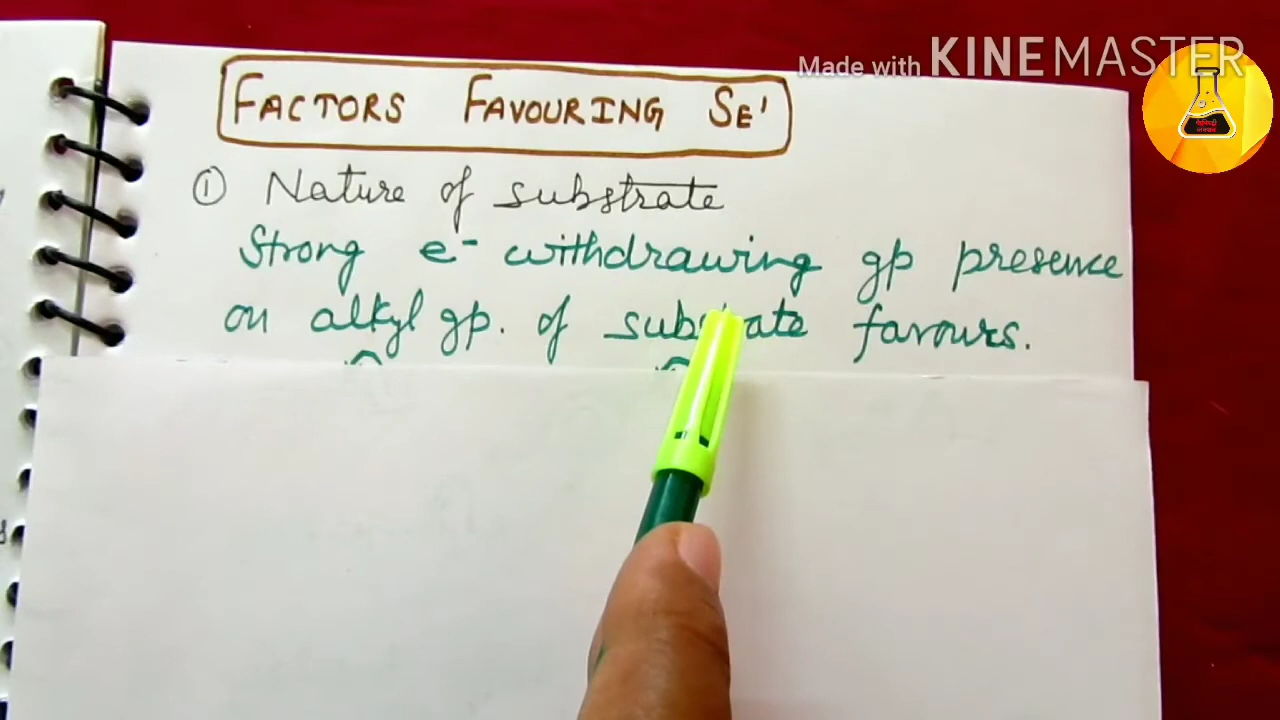 Made with KINEMASTER
FACTORS FAVOURING SE'
① Nature of substrate
Strong e⁻ withdrawing gp presence
on alkyl gp. of substrate favours.